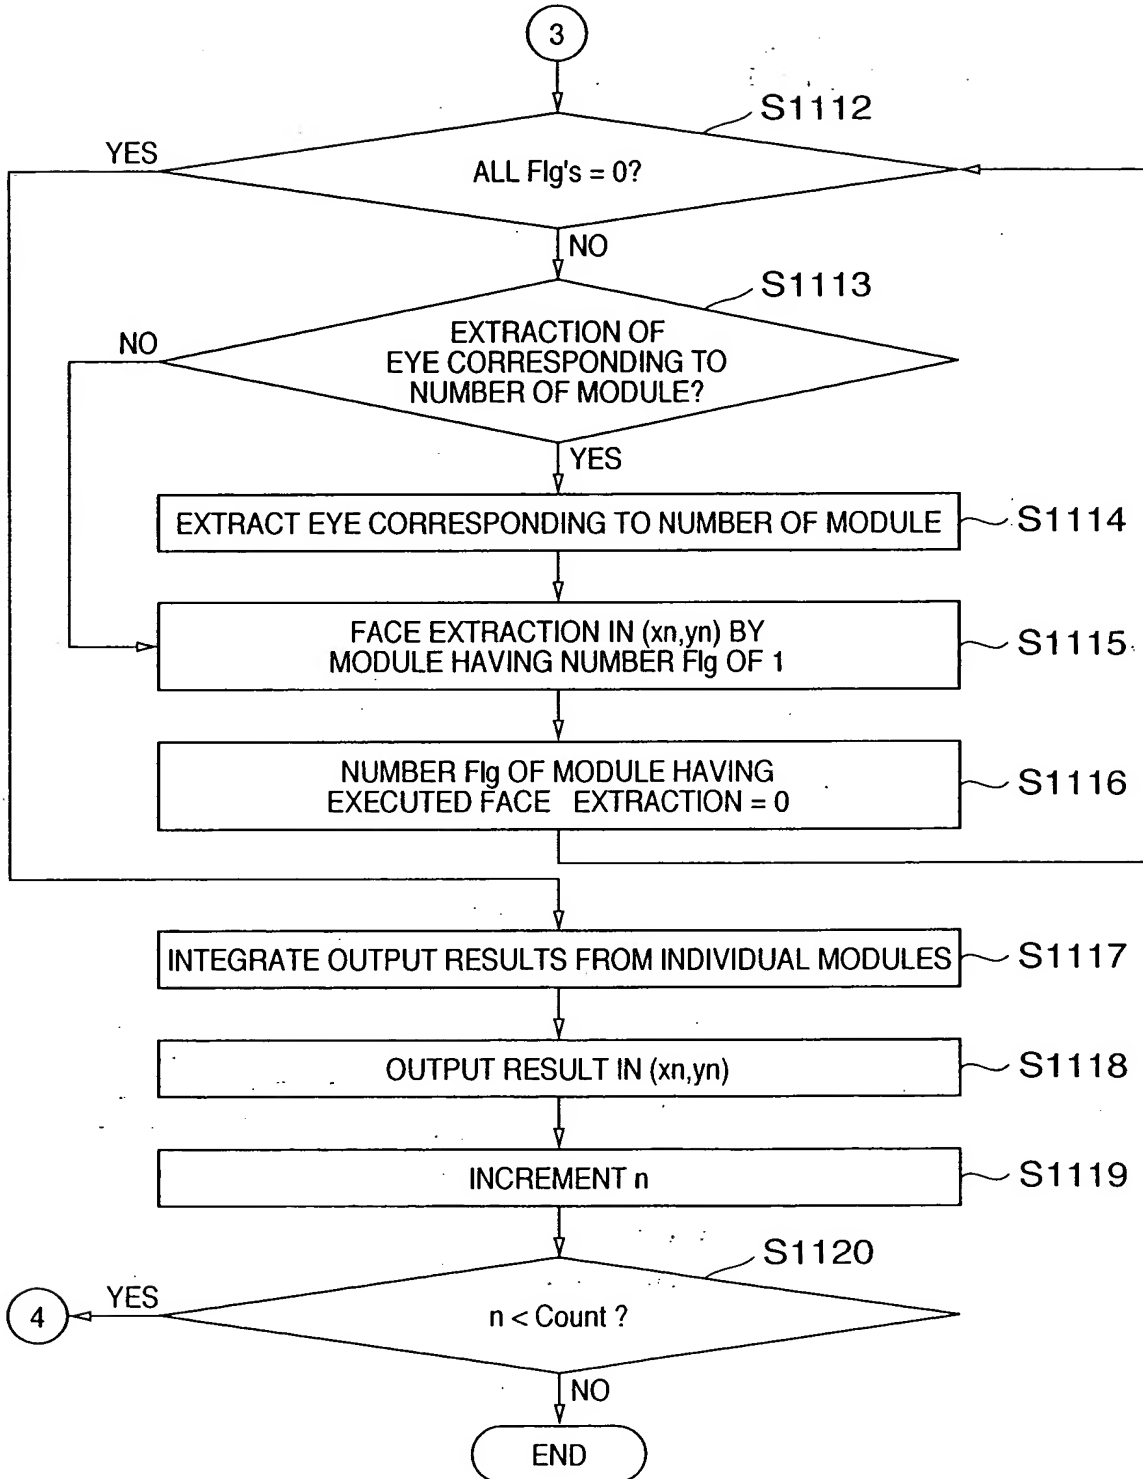 3
S1112
YES
ALL Flg's = 0?
NO
S1113
NO
EXTRACTION OF
EYE CORRESPONDING TO
NUMBER OF MODULE?
YES
EXTRACT EYE CORRESPONDING TO NUMBER OF MODULE
S1114
FACE EXTRACTION IN (xn,yn) BY
MODULE HAVING NUMBER Flg OF 1
S1115
NUMBER Flg OF MODULE HAVING
EXECUTED FACE EXTRACTION = 0
S1116
INTEGRATE OUTPUT RESULTS FROM INDIVIDUAL MODULES
S1117
OUTPUT RESULT IN (xn,yn)
S1118
INCREMENT n
S1119
S1120
4
YES
n < Count ?
NO
END